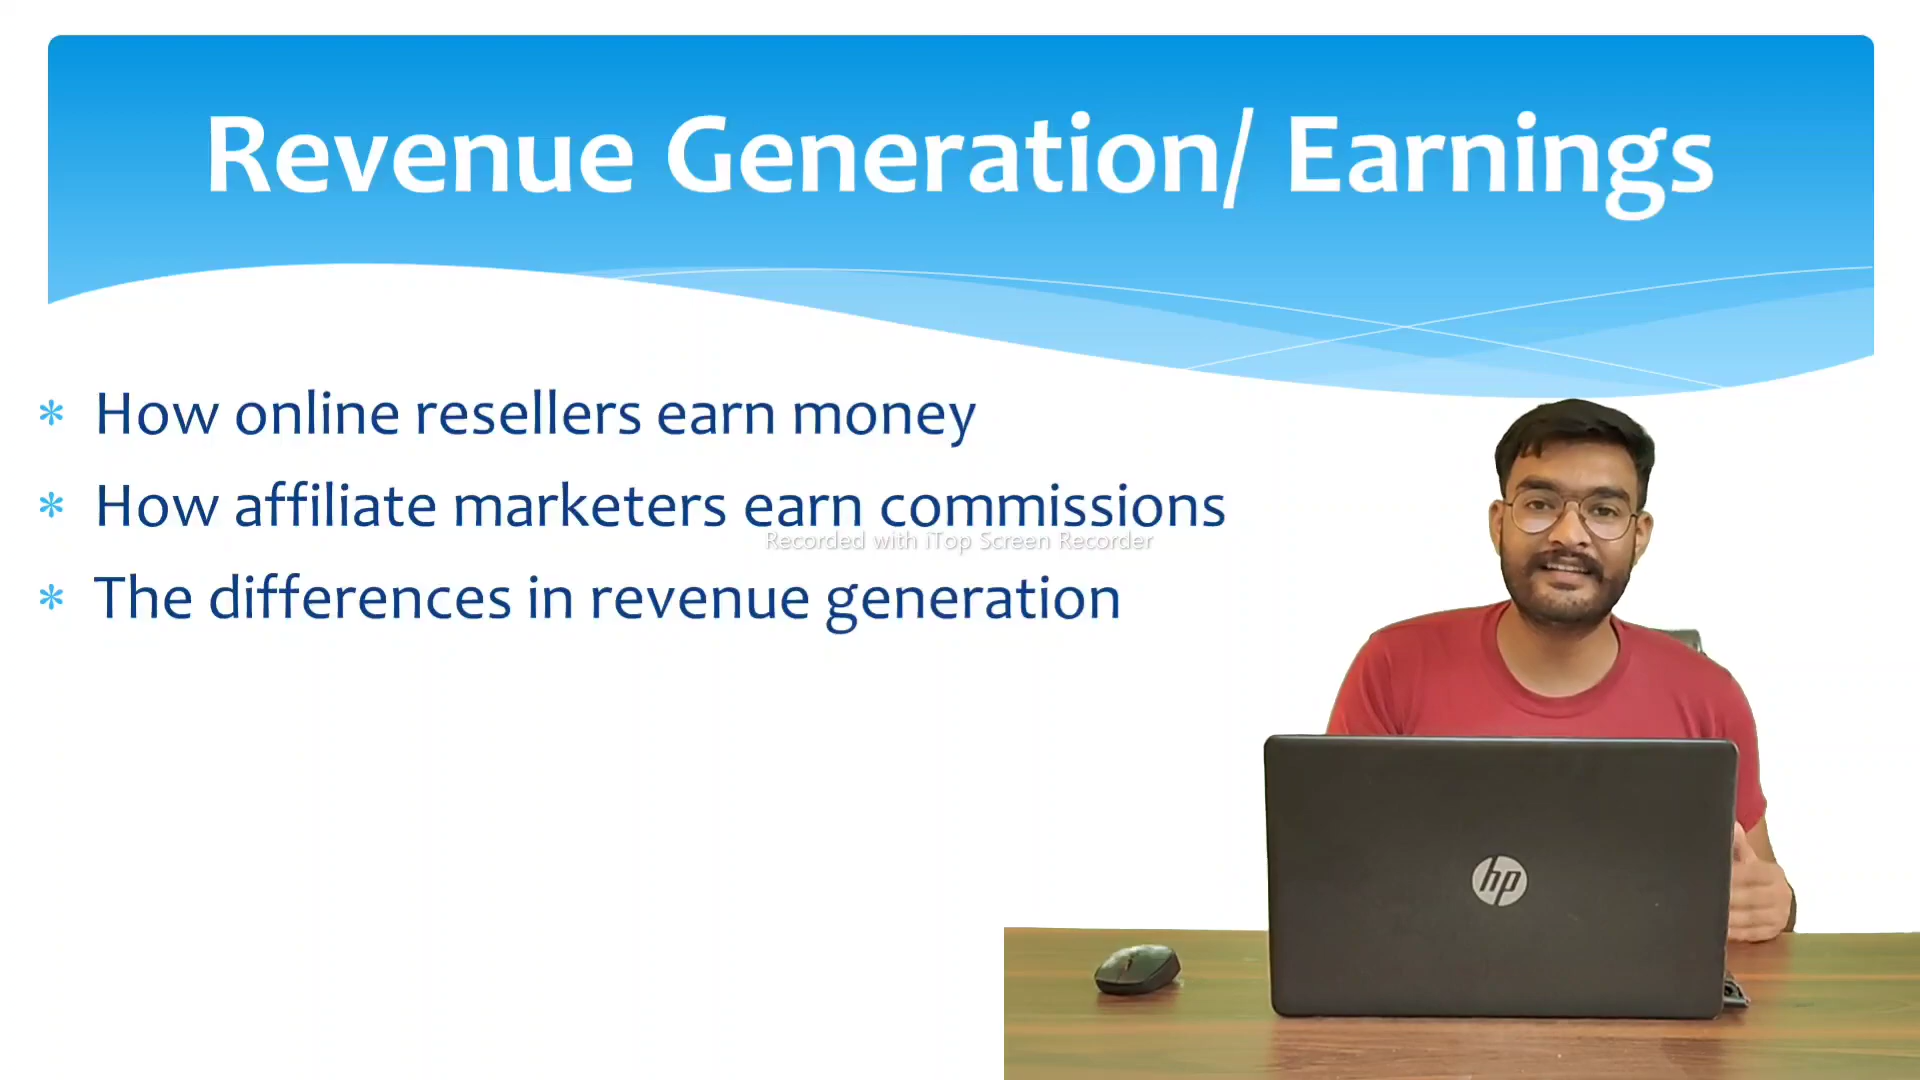 Revenue Generation/ Earnings
* How online resellers earn money
* How affiliate marketers earn commissions
Recorded with iTop Screen Recorder
* The differences in revenue generation
hp